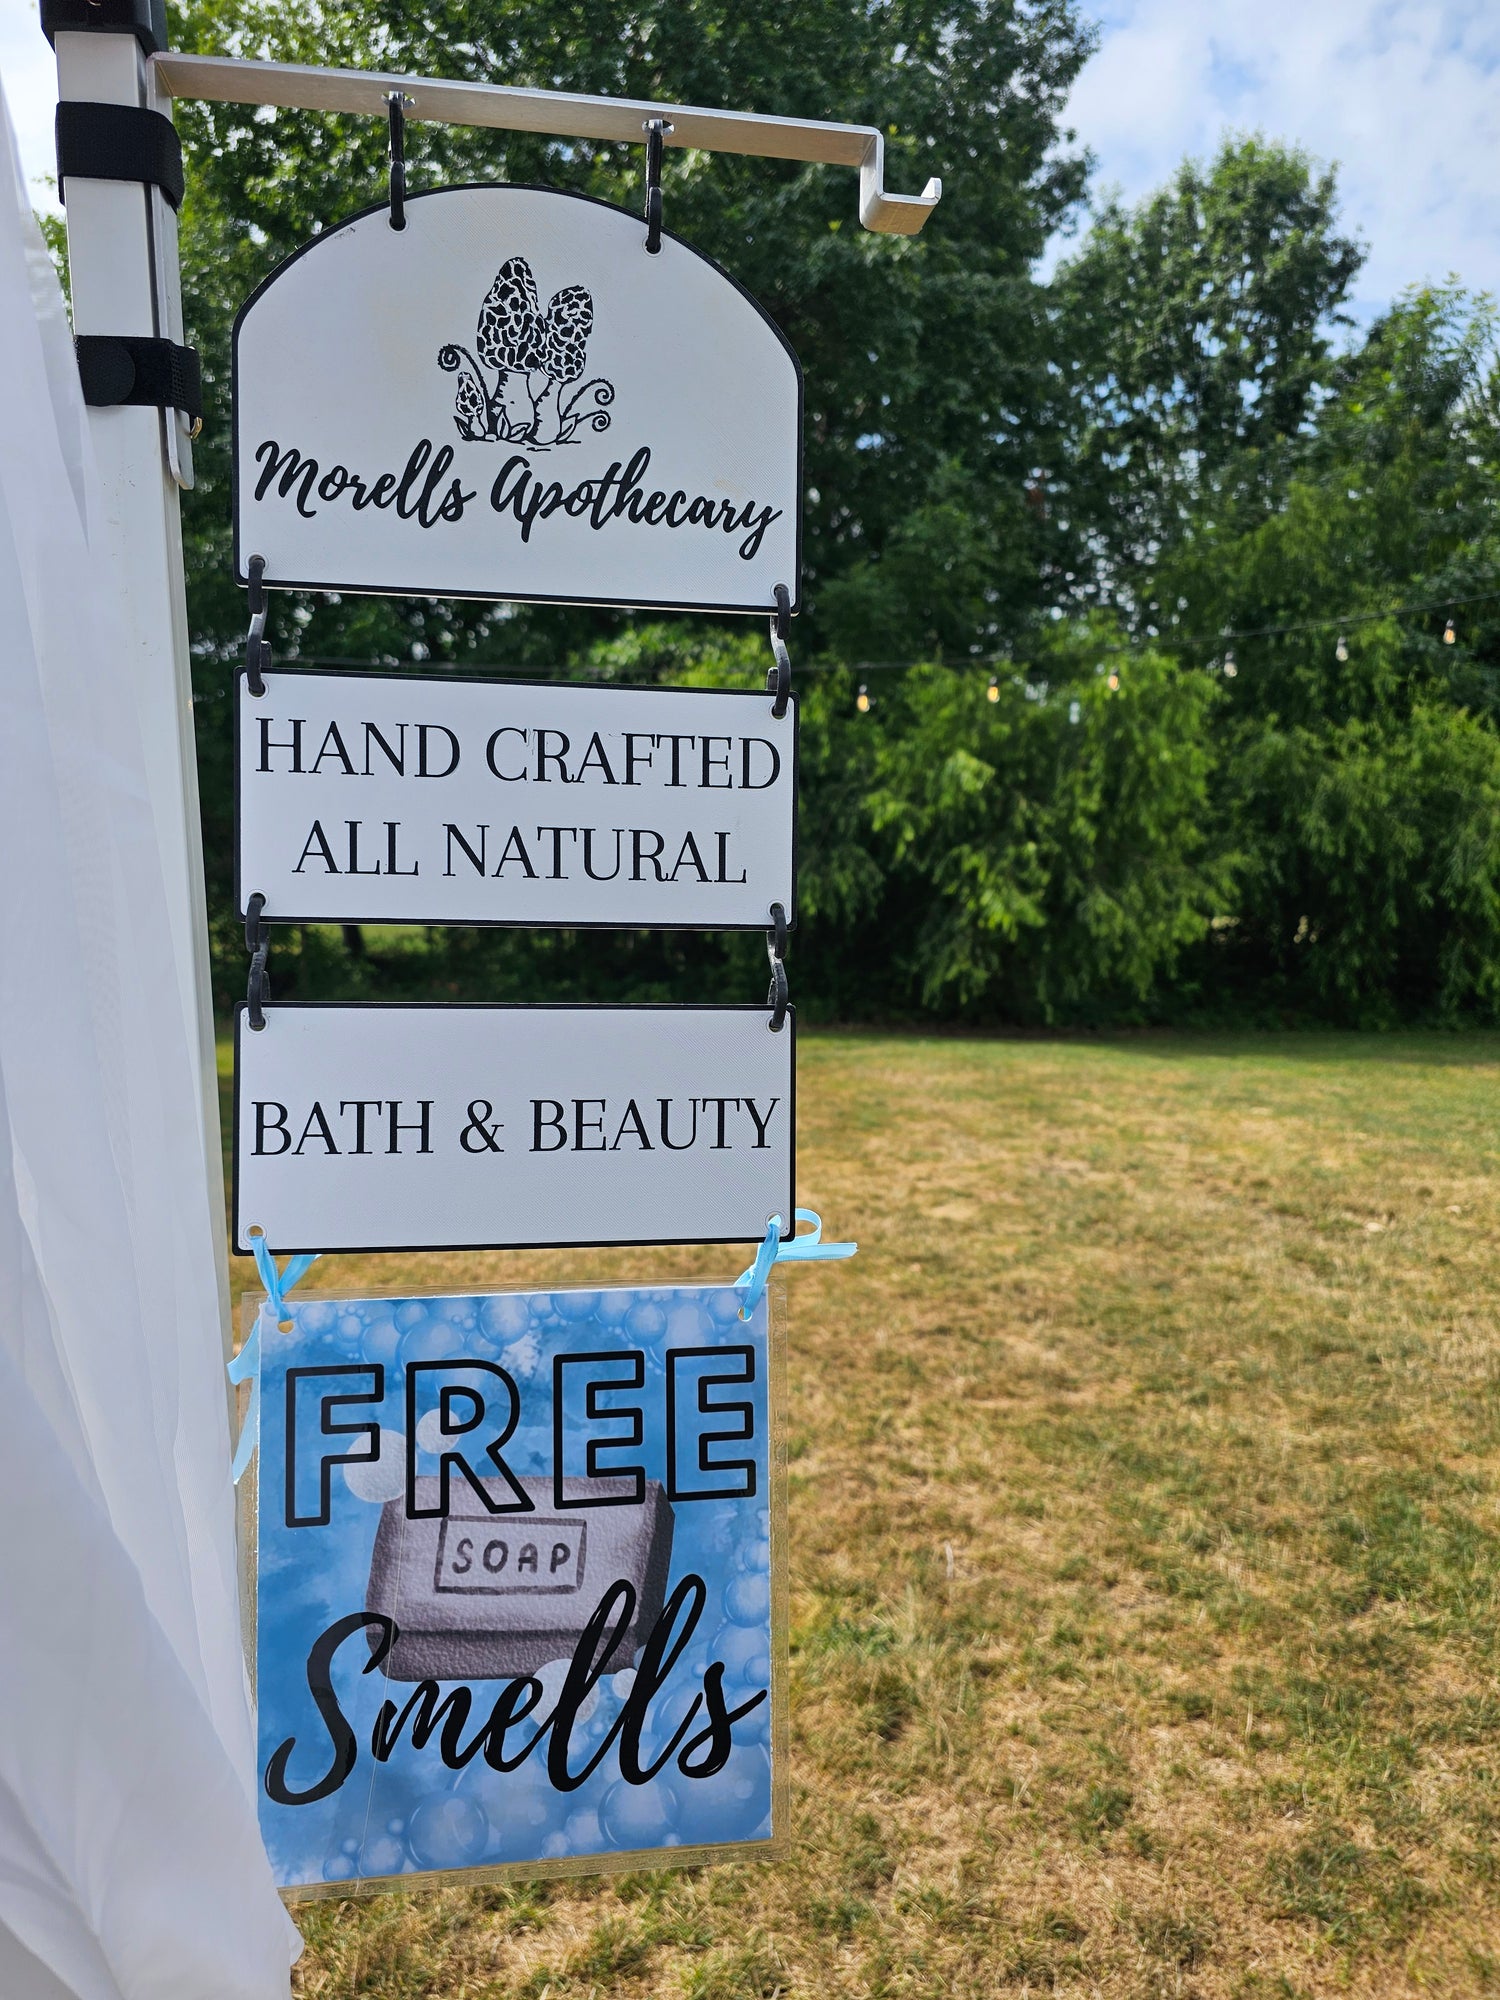 Morells Apothecary
HAND CRAFTED
ALL NATURAL
BATH & BEAUTY
FREE
SOAP
Smells